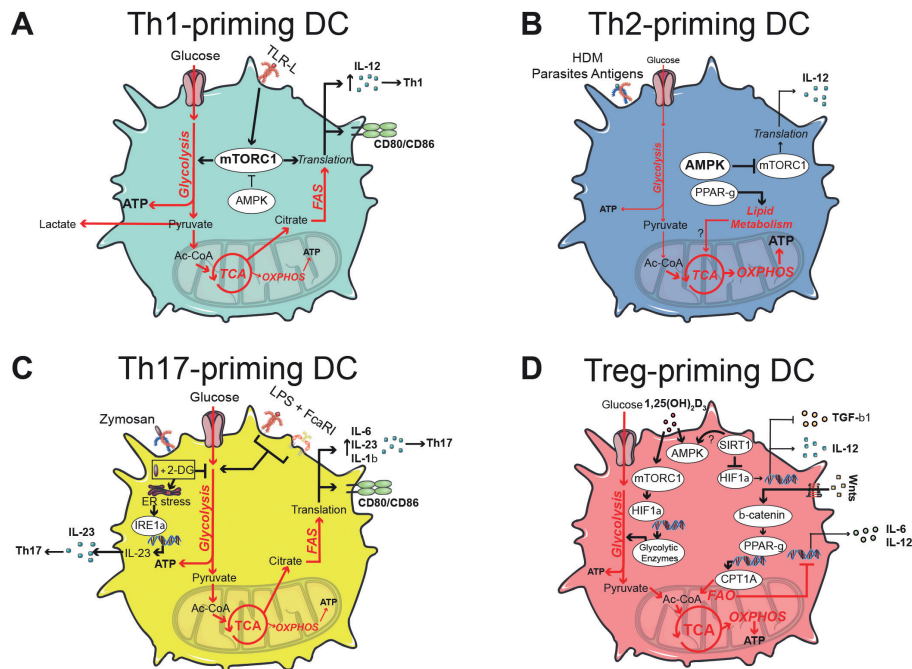 A
Th1-priming DC
Glucose
TLR-L
IL-12
Th1
CD80/CD86
Glycolysis
mTORC1
Translation
AMPK
FAS
ATP
Lactate
Pyruvate
Citrate
Ac-CoA
ATP
TCA
OXPHOS
B
Th2-priming DC
HDM
Parasites Antigens
Glucose
IL-12
Translation
AMPK
mTORC1
PPAR-g
Glycolysis
Lipid
Metabolism
ATP
Pyruvate
?
ATP
Ac-CoA
TCA
OXPHOS
C
Th17-priming DC
Glucose
LPS + FcaRI
Zymosan
IL-6
IL-23
IL-1b
Th17
+ 2-DG
ER stress
CD80/CD86
Translation
IRE1a
Glycolysis
IL-23
Th17
IL-23
FAS
ATP
Pyruvate
Citrate
Ac-CoA
ATP
TCA
OXPHOS
D
Treg-priming DC
Glucose
1,25(OH)2D3
TGF-b1
?
SIRT1
AMPK
IL-12
mTORC1
HIF1a
Wnts
HIF1a
b-catenin
IL-6
IL-12
Glycolysis
Glycolytic
Enzymes
PPAR-g
ATP
CPT1A
Pyruvate
Ac-CoA
FAO
TCA
OXPHOS
ATP